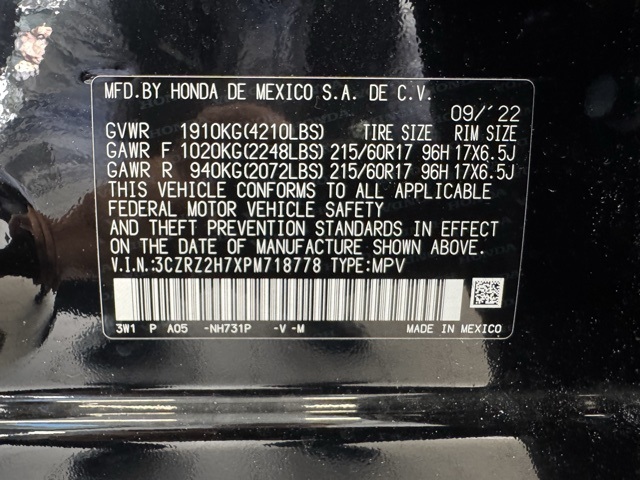 MFD.BY HONDA DE MEXICO S.A. DE C.V.
09/'22
GVWR 1910KG(4210LBS) TIRE SIZE RIM SIZE
GAWR F 1020KG(2248LBS) 215/60R17 96H 17X6.5J
GAWR R 940KG(2072LBS) 215/60R17 96H 17X6.5J
THIS VEHICLE CONFORMS TO ALL APPLICABLE
FEDERAL MOTOR VEHICLE SAFETY
AND THEFT PREVENTION STANDARDS IN EFFECT
ON THE DATE OF MANUFACTURE SHOWN ABOVE.
V.I.N.:3CZRZ2H7XPM718778 TYPE:MPV
3W1 P A05 -NH731P -V -M MADE IN MEXICO